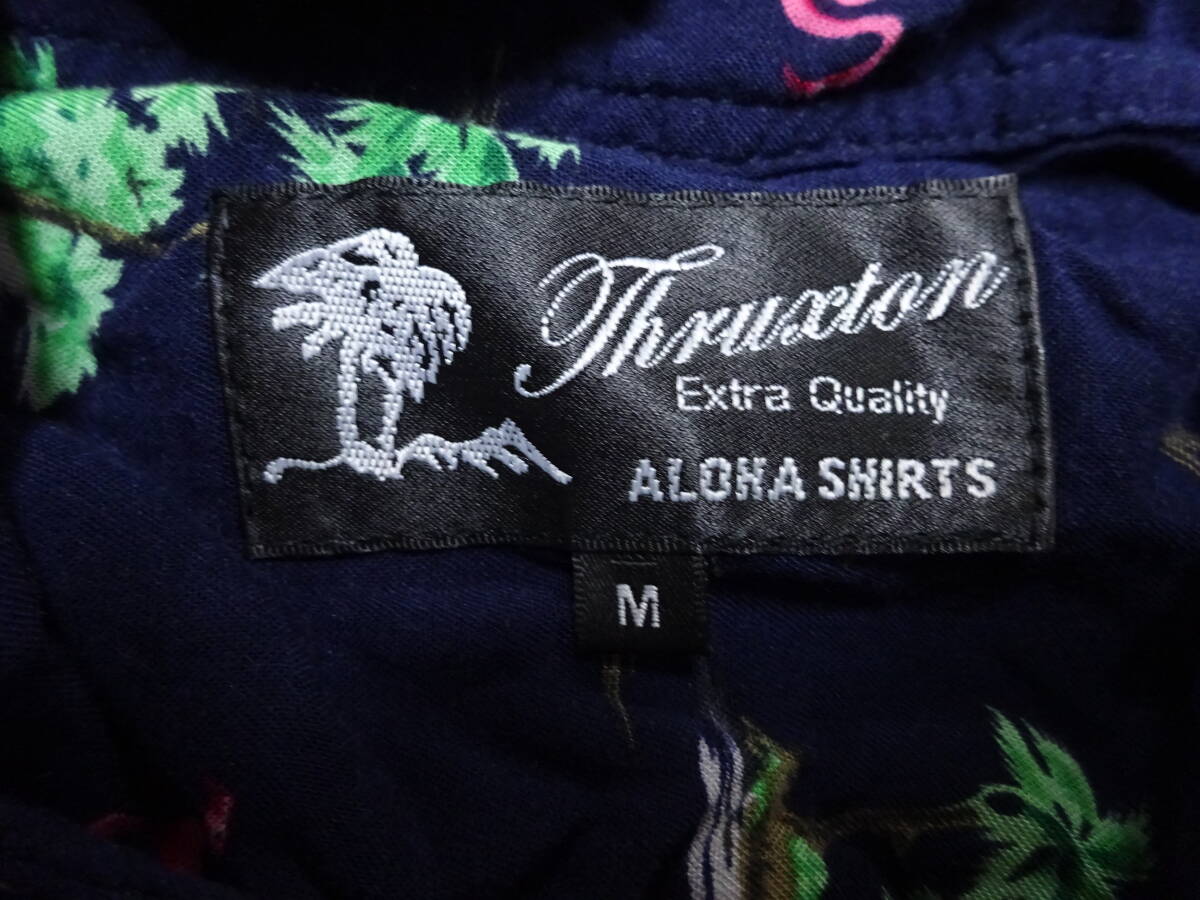 Thruxton
Extra Quality
ALOHA SHIRTS
M